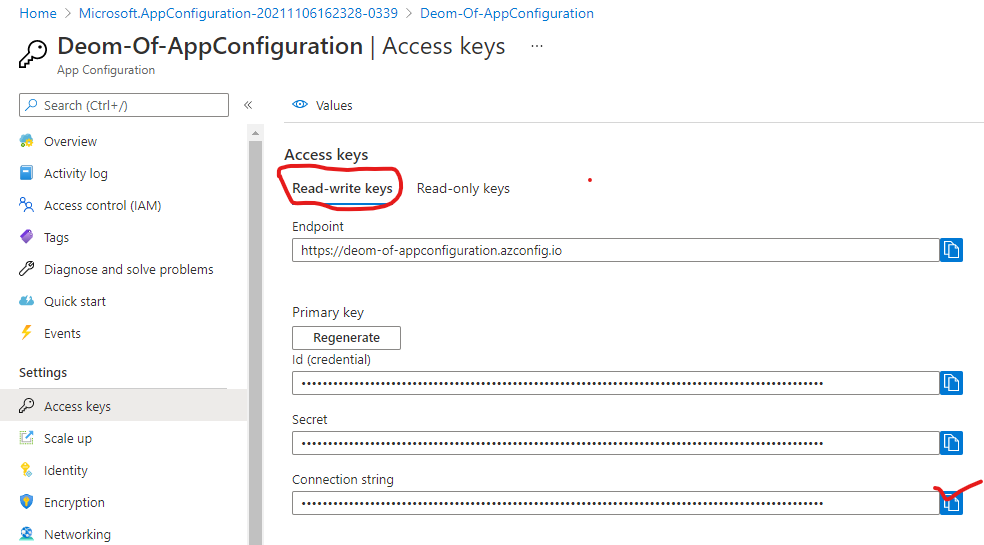 Home > Microsoft.AppConfiguration-20211106162328-0339 > Deom-Of-AppConfiguration
Deom-Of-AppConfiguration | Access keys ...
App Configuration
Search (Ctrl+/)
«
Values
Overview
Activity log
Access control (IAM)
Tags
Diagnose and solve problems
Quick start
Events
Settings
Access keys
Scale up
Identity
Encryption
Networking
Access keys
Read-write keys Read-only keys
Endpoint
https://deom-of-appconfiguration.azconfig.io
Primary key
Regenerate
Id (credential)
Secret
Connection string